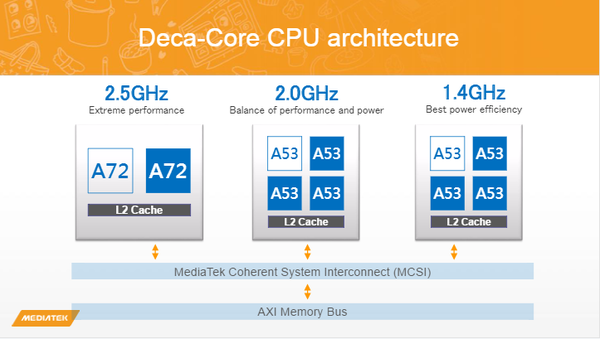 Deca-Core CPU architecture
2.5GHz
Extreme performance
2.0GHz
Balance of performance and power
1.4GHz
Best power efficiency
A72 A72
L2 Cache
A53 A53
A53 A53
L2 Cache
A53 A53
A53 A53
L2 Cache
MediaTek Coherent System Interconnect (MCSI)
AXI Memory Bus
MEDIATEK